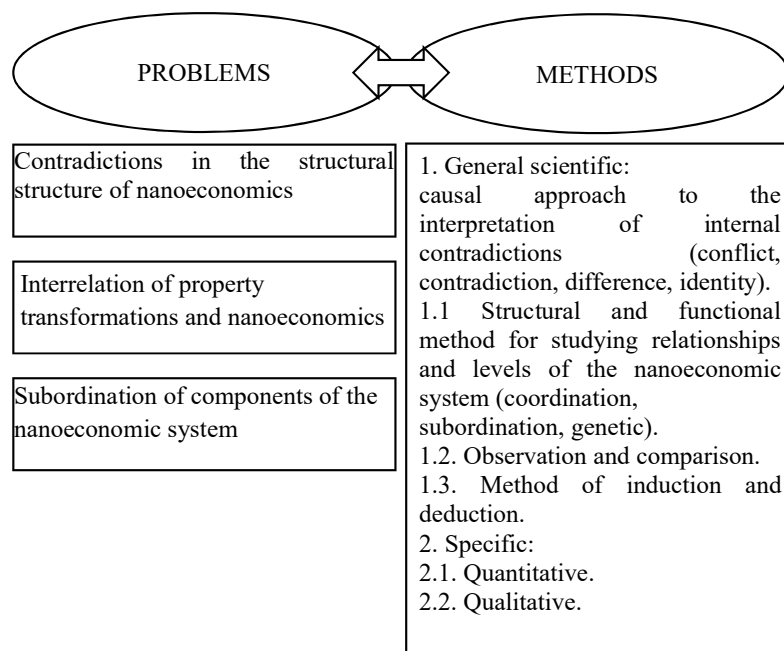 PROBLEMS
METHODS
Contradictions in the structural
structure of nanoeconomics
Interrelation of property
transformations and nanoeconomics
Subordination of components of the
nanoeconomic system
1. General scientific:
causal approach to the
interpretation of internal
contradictions (conflict,
contradiction, difference, identity).
1.1 Structural and functional
method for studying relationships
and levels of the nanoeconomic
system (coordination,
subordination, genetic).
1.2. Observation and comparison.
1.3. Method of induction and
deduction.
2. Specific:
2.1. Quantitative.
2.2. Qualitative.